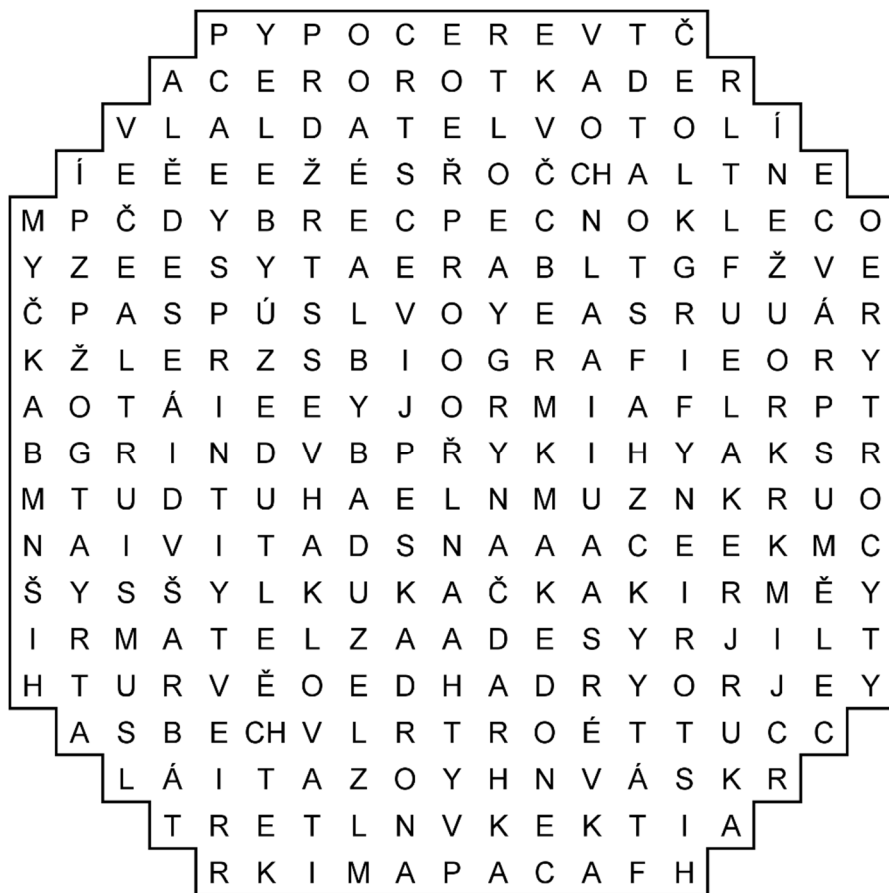 P Y P O C E R E V T Č
A C E R O R O T K A D E R
V L A L D A T E L V O T O L Í
Í E Ě E E Ž É S Ř O Č CH A L T N E
M P Č D Y B R E C P E C N O K L E C O
Y Z E E S Y T A E R A B L T G F Ž V E
Č P A S P Ú S L V O Y E A S R U U Á R
K Ž L E R Z S B I O G R A F I E O R Y
A O T Á I E E Y J O R M I A F L R P T
B G R I N D V B P Ř Y K I H Y A K S R
M T U D T U H A E L N M U Z N K R U O
N A I V I T A D S N A A A C E E K M C
Š Y S Š Y L K U K A Č K A K I R M Ě Y
I R M A T E L Z A A D E S Y R J I L T
H T U R V Ě O E D H A D R Y O R J E Y
A S B E CH V L R T R O É T T U C C
L Á I T A Z O Y H N V Á S K R
T R E T L N V K E K T I A
R K I M A P A C A F H